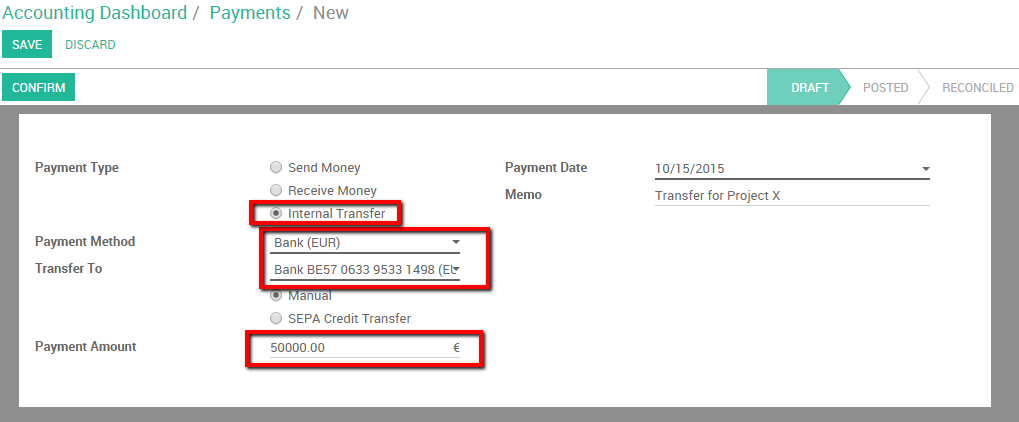 Accounting Dashboard / Payments / New
SAVE DISCARD
CONFIRM DRAFT POSTED RECONCILED
Payment Type Send Money Payment Date 10/15/2015
Receive Money Memo Transfer for Project X
Internal Transfer
Payment Method Bank (EUR)
Transfer To Bank BE57 0633 9533 1498 (EU
Manual
SEPA Credit Transfer
Payment Amount 50000.00 €